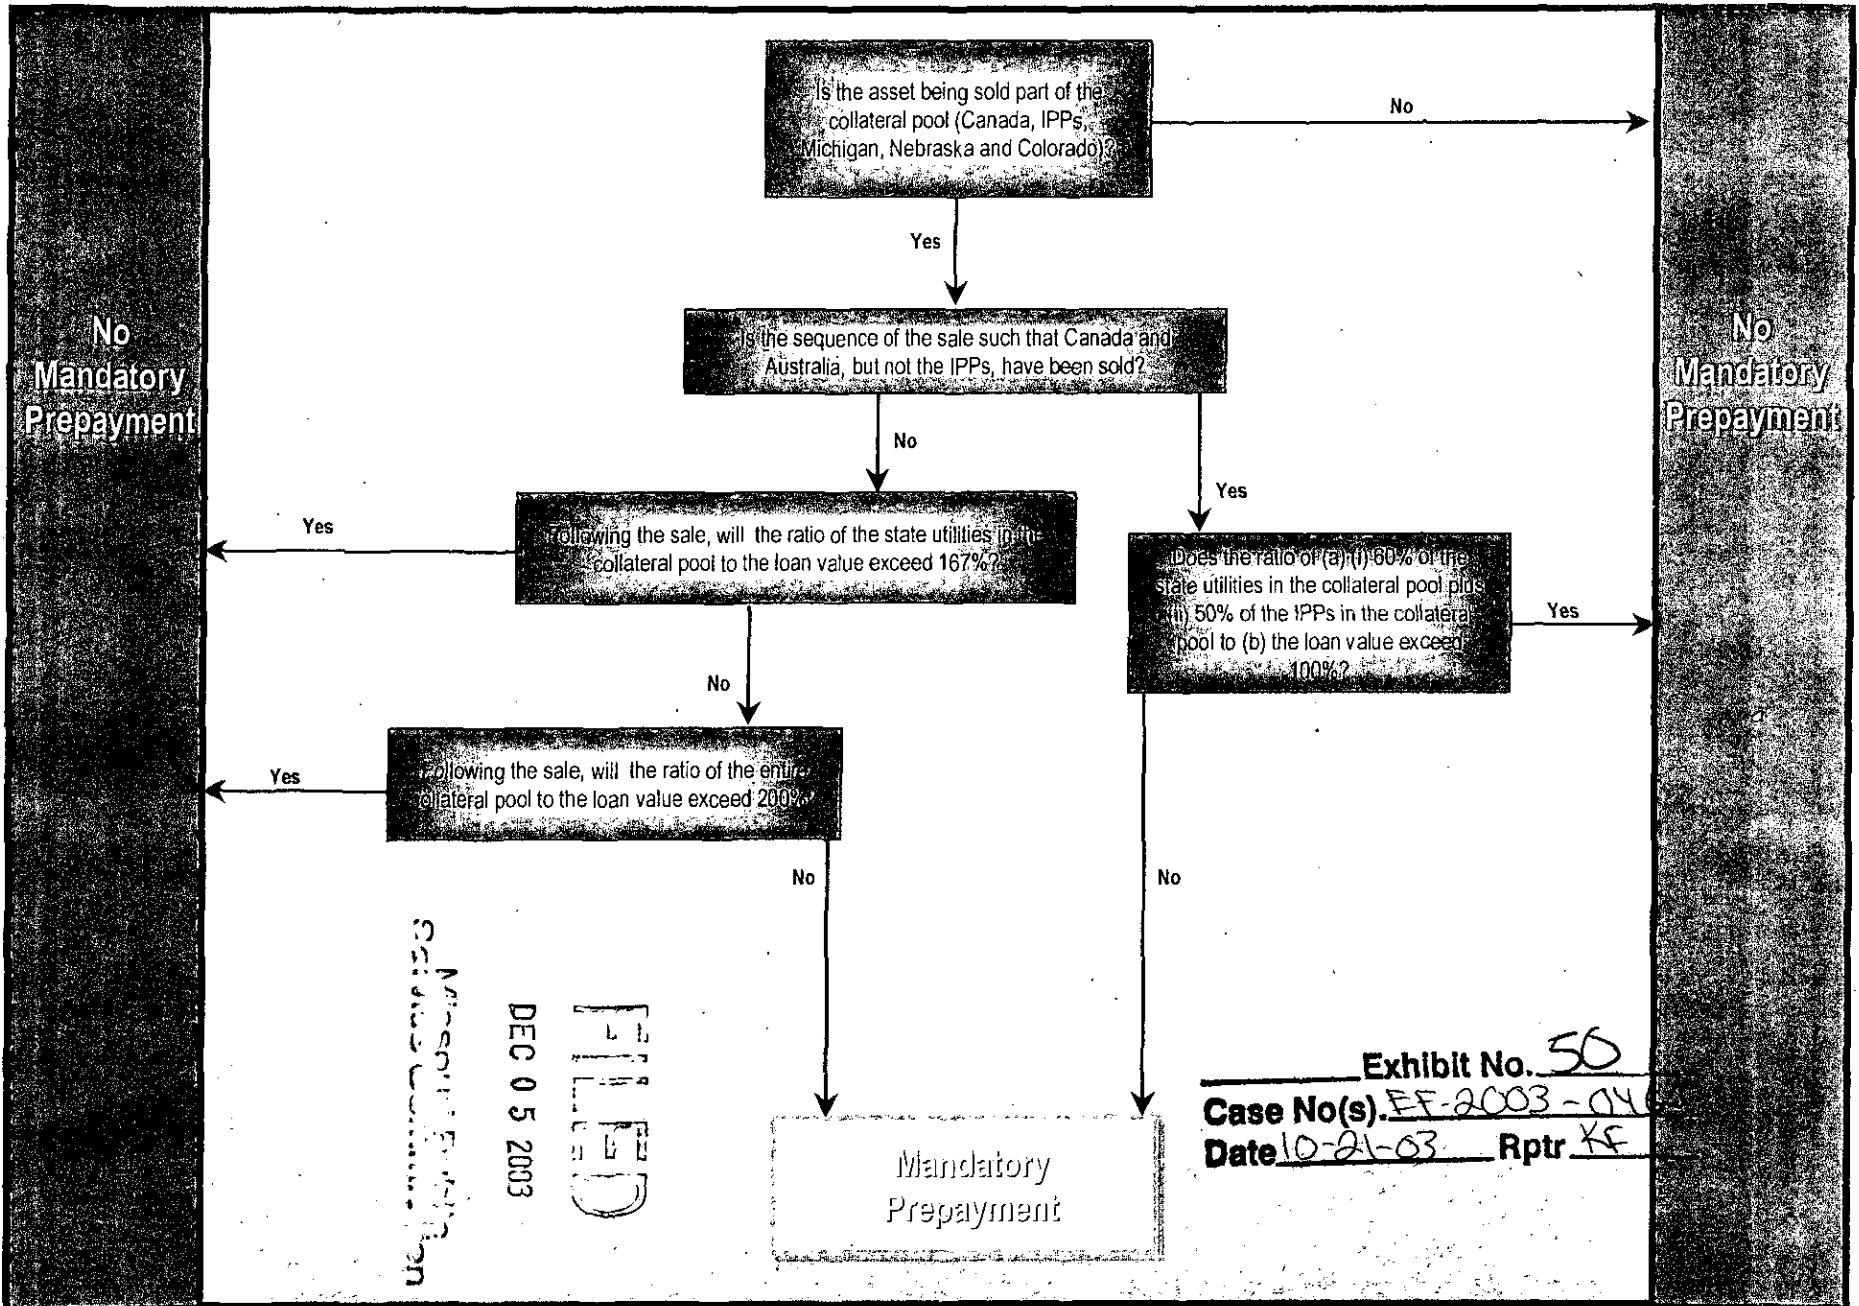 Is the asset being sold part of the
collateral pool (Canada, IPPs,
Michigan, Nebraska and Colorado)?
No
Yes
No
Mandatory
Prepayment
Is the sequence of the sale such that Canada and
Australia, but not the IPPs, have been sold?
No
Mandatory
Prepayment
No
Yes
Yes
Following the sale, will the ratio of the state utilities in the
collateral pool to the loan value exceed 167%?
Does the ratio of (a) (i) 60% of the
state utilities in the collateral pool plus
(ii) 50% of the IPPs in the collateral
pool to (b) the loan value exceed
100%?
Yes
No
Yes
Following the sale, will the ratio of the entire
collateral pool to the loan value exceed 200%?
No
No
Mandatory
Prepayment
FILED
DEC 05 2003
Exhibit No. 50
Case No(s). EF-2003-04
Date 10-21-03 Rptr KF